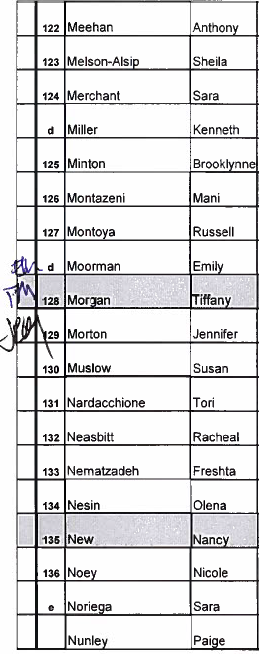 122 Meehan Anthony
123 Melson-Alsip Sheila
124 Merchant Sara
d Miller Kenneth
125 Minton Brooklynne
126 Montazeni Mani
127 Montoya Russell
d Moorman Emily
TM 128 Morgan Tiffany
129 Morton Jennifer
130 Muslow Susan
131 Nardacchione Tori
132 Neasbitt Racheal
133 Nematzadeh Freshta
134 Nesin Olena
135 New Nancy
136 Noey Nicole
e Noriega Sara
Nunley Paige